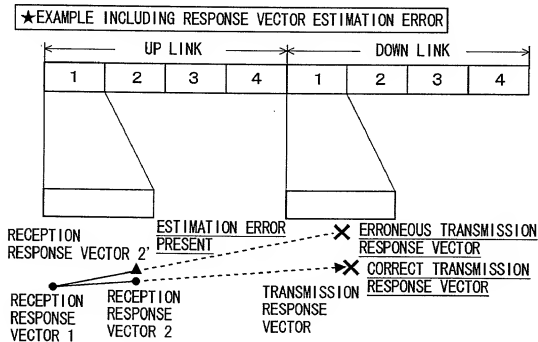 ★EXAMPLE INCLUDING RESPONSE VECTOR ESTIMATION ERROR
UP LINK
DOWN LINK
1 2 3 4 1 2 3 4
RECEPTION
RESPONSE VECTOR 2'
ESTIMATION ERROR
PRESENT
ERRONEOUS TRANSMISSION
RESPONSE VECTOR
CORRECT TRANSMISSION
RESPONSE VECTOR
RECEPTION
RESPONSE
VECTOR 1
RECEPTION
RESPONSE
VECTOR 2
TRANSMISSION
RESPONSE
VECTOR